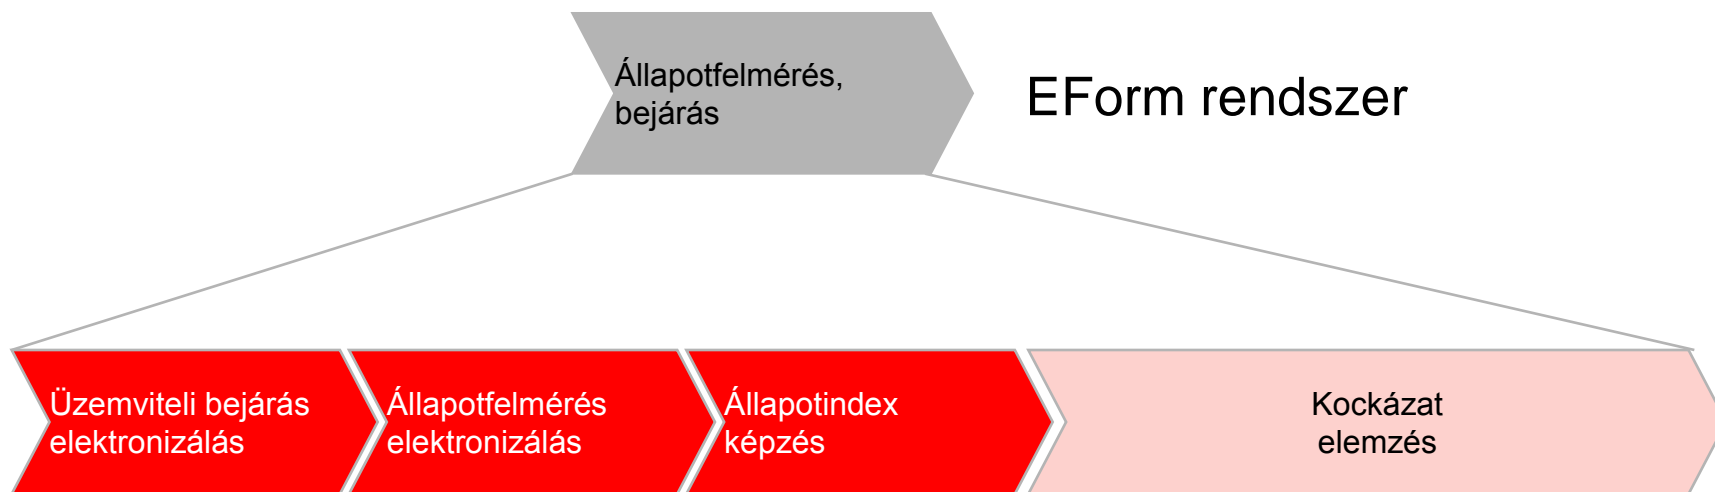 Állapotfelmérés,
bejárás
EForm rendszer
Üzemviteli bejárás
elektronizálás
Állapotfelmérés
elektronizálás
Állapotindex
képzés
Kockázat
elemzés